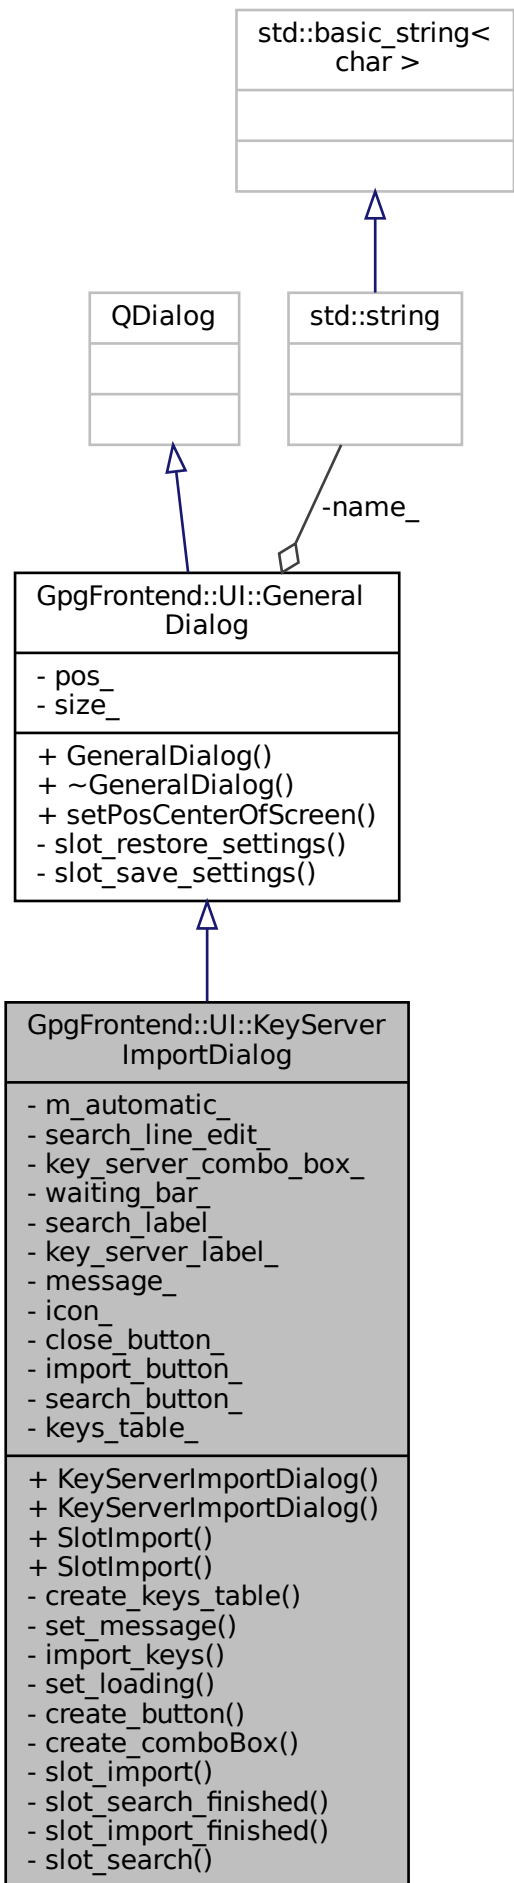 std::basic_string<
char >
QDialog
std::string
-name_
GpgFrontend::UI::General
Dialog
- pos_
- size_
+ GeneralDialog()
+ ~GeneralDialog()
+ setPosCenterOfScreen()
- slot_restore_settings()
- slot_save_settings()
GpgFrontend::UI::KeyServer
ImportDialog
- m_automatic_
- search_line_edit_
- key_server_combo_box_
- waiting_bar_
- search_label_
- key_server_label_
- message_
- icon_
- close_button_
- import_button_
- search_button_
- keys_table_
+ KeyServerImportDialog()
+ KeyServerImportDialog()
+ SlotImport()
+ SlotImport()
- create_keys_table()
- set_message()
- import_keys()
- set_loading()
- create_button()
- create_comboBox()
- slot_import()
- slot_search_finished()
- slot_import_finished()
- slot_search()